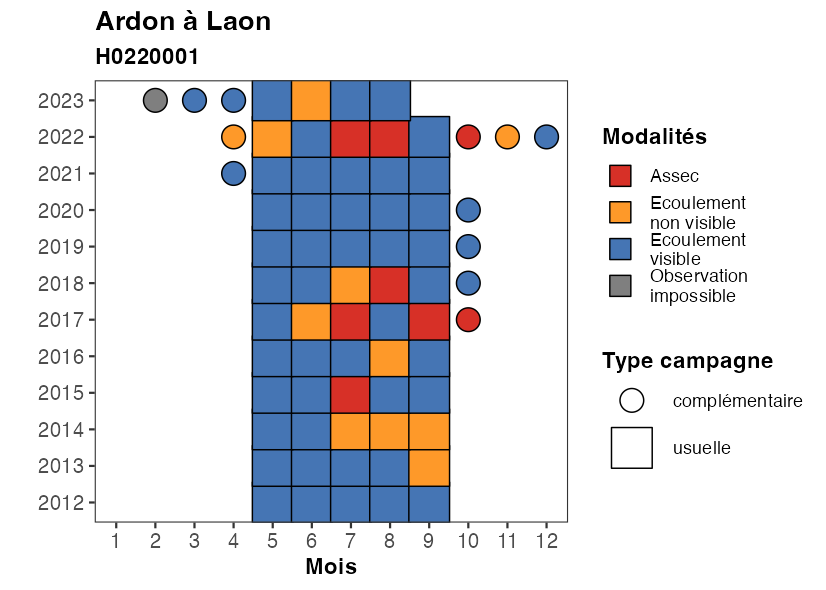 Ardon à Laon
H0220001
2023
2022
2021
2020
2019
2018
2017
2016
2015
2014
2013
2012
1 2 3 4 5 6 7 8 9 10 11 12
Mois
Modalités
Assec
Ecoulement
non visible
Ecoulement
visible
Observation
impossible
Type campagne
complémentaire
usuelle